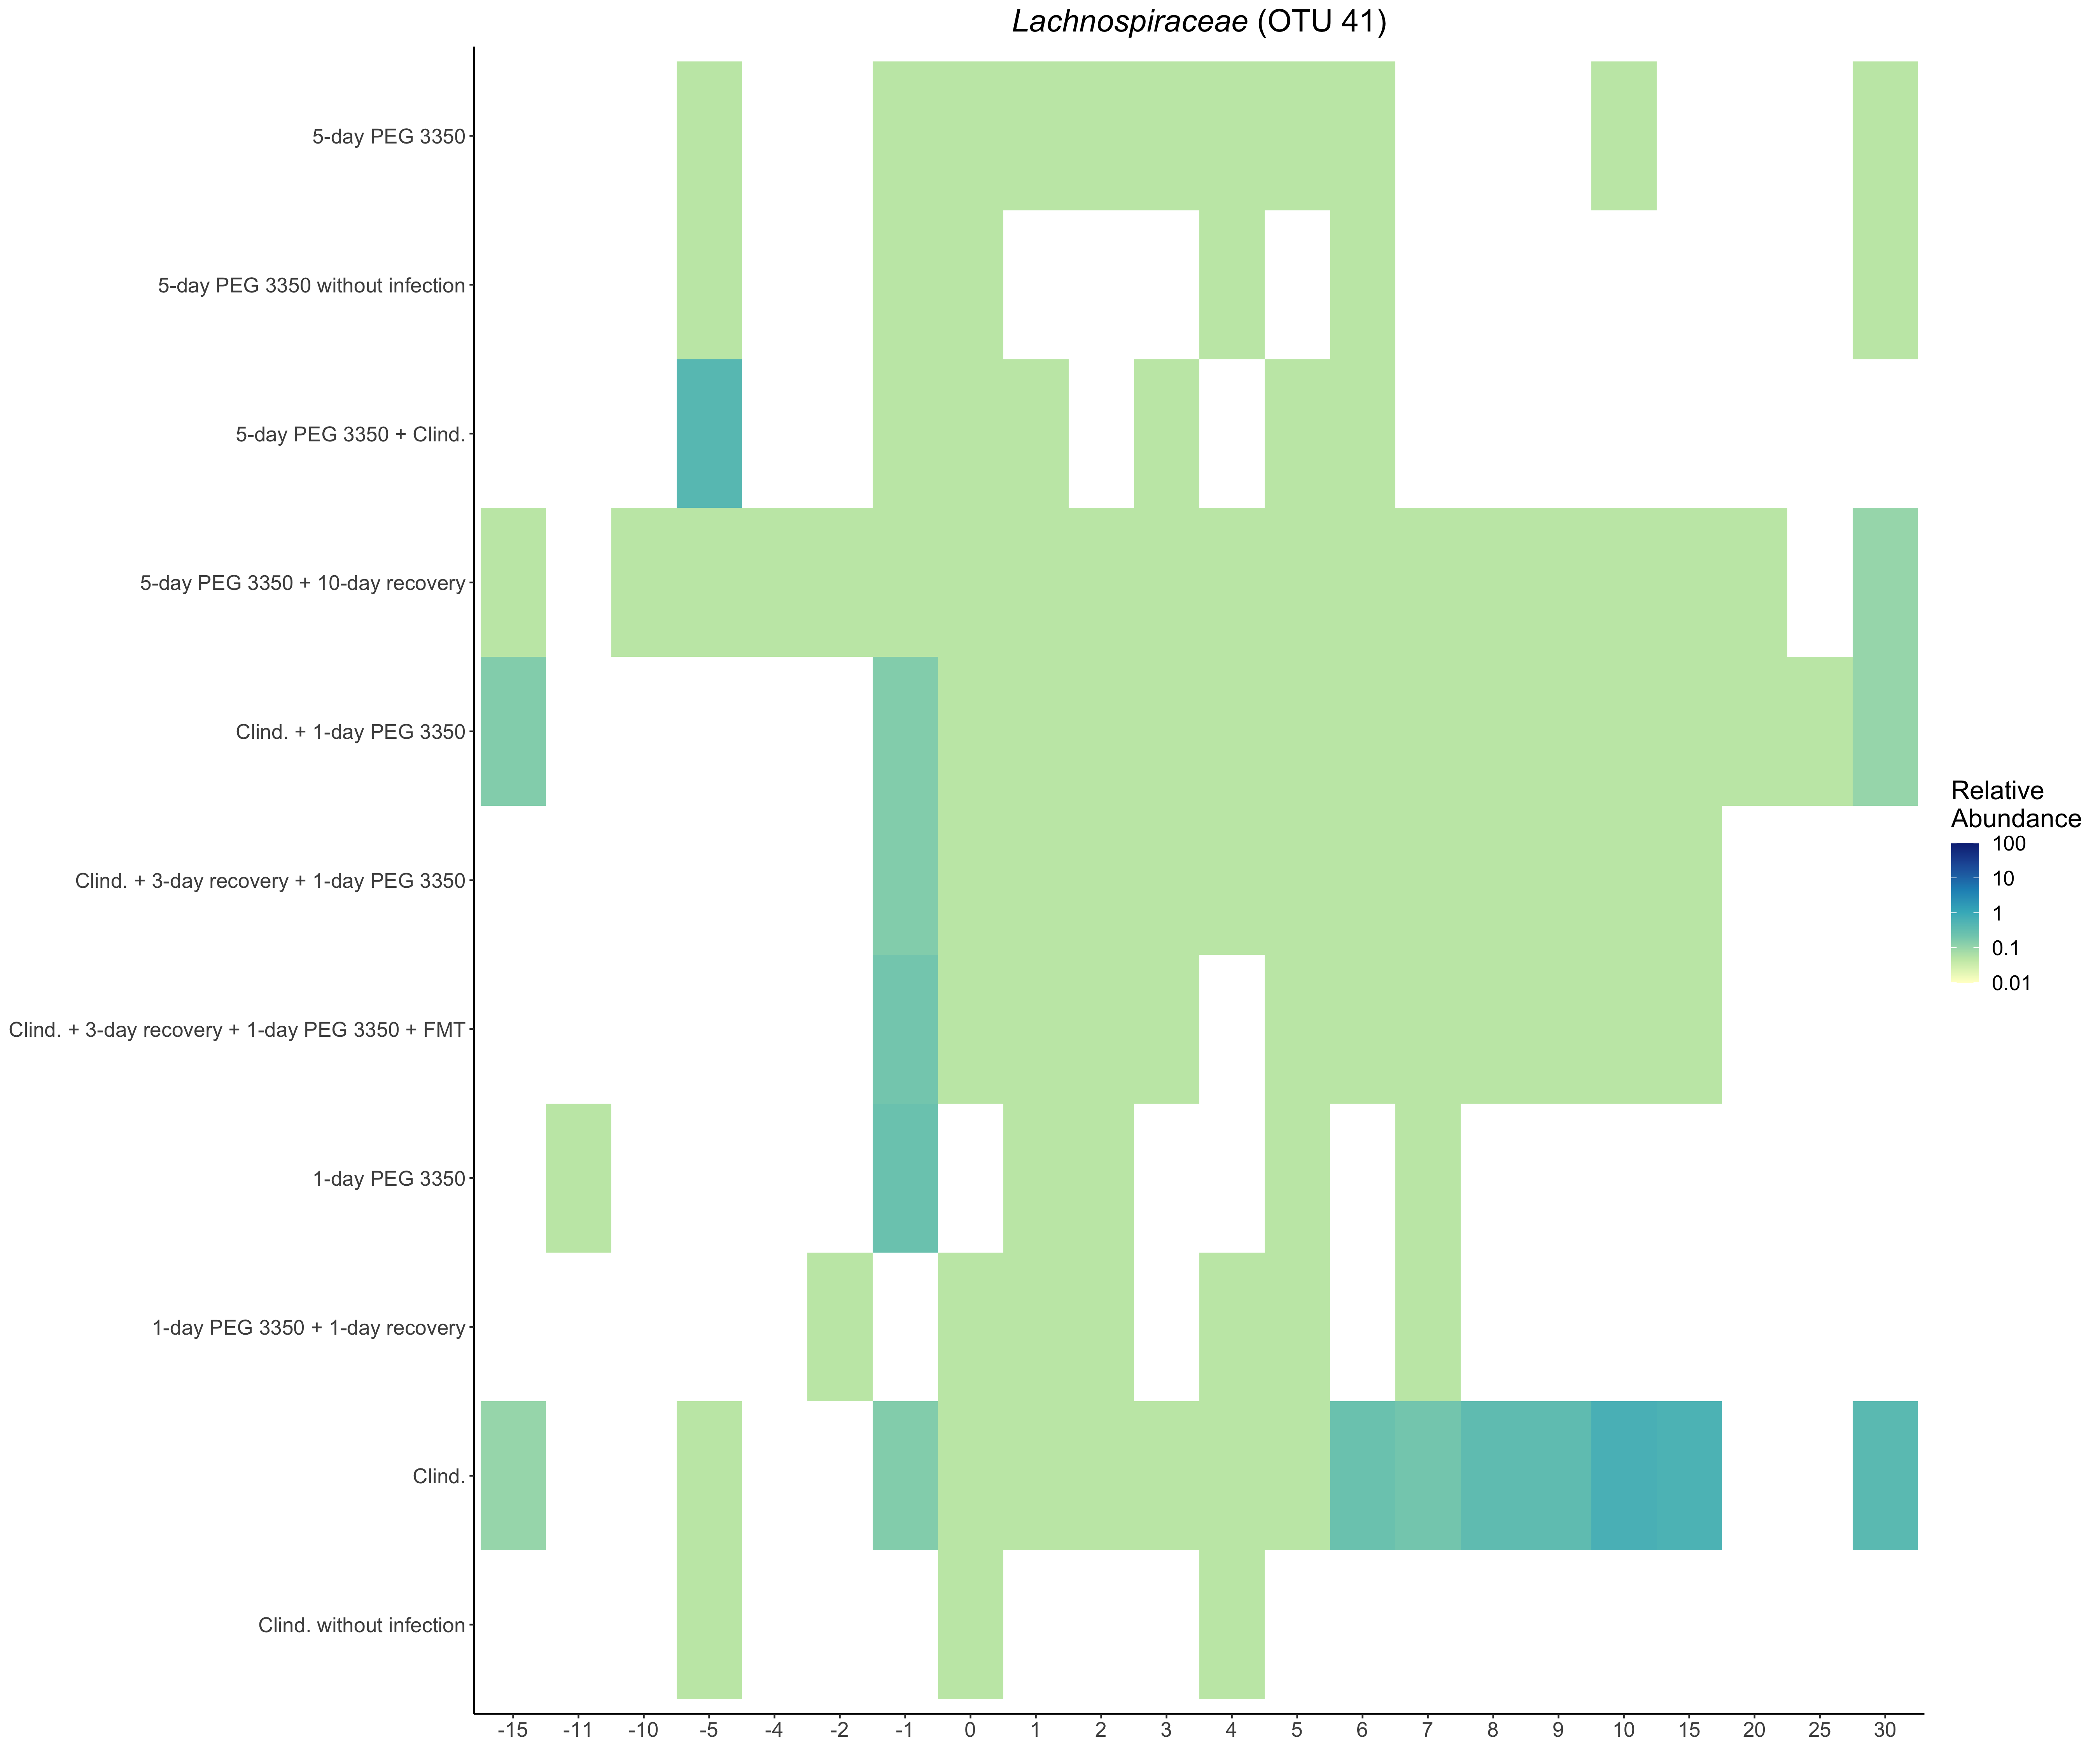 Lachnospiraceae (OTU 41)
5-day PEG 3350
5-day PEG 3350 without infection
5-day PEG 3350 + Clind.
5-day PEG 3350 + 10-day recovery
Clind. + 1-day PEG 3350
Clind. + 3-day recovery + 1-day PEG 3350
Clind. + 3-day recovery + 1-day PEG 3350 + FMT
1-day PEG 3350
1-day PEG 3350 + 1-day recovery
Clind.
Clind. without infection
-15 -11 -10 -5 -4 -2 -1 0 1 2 3 4 5 6 7 8 9 10 15 20 25 30
Relative
Abundance
100
10
1
0.1
0.01